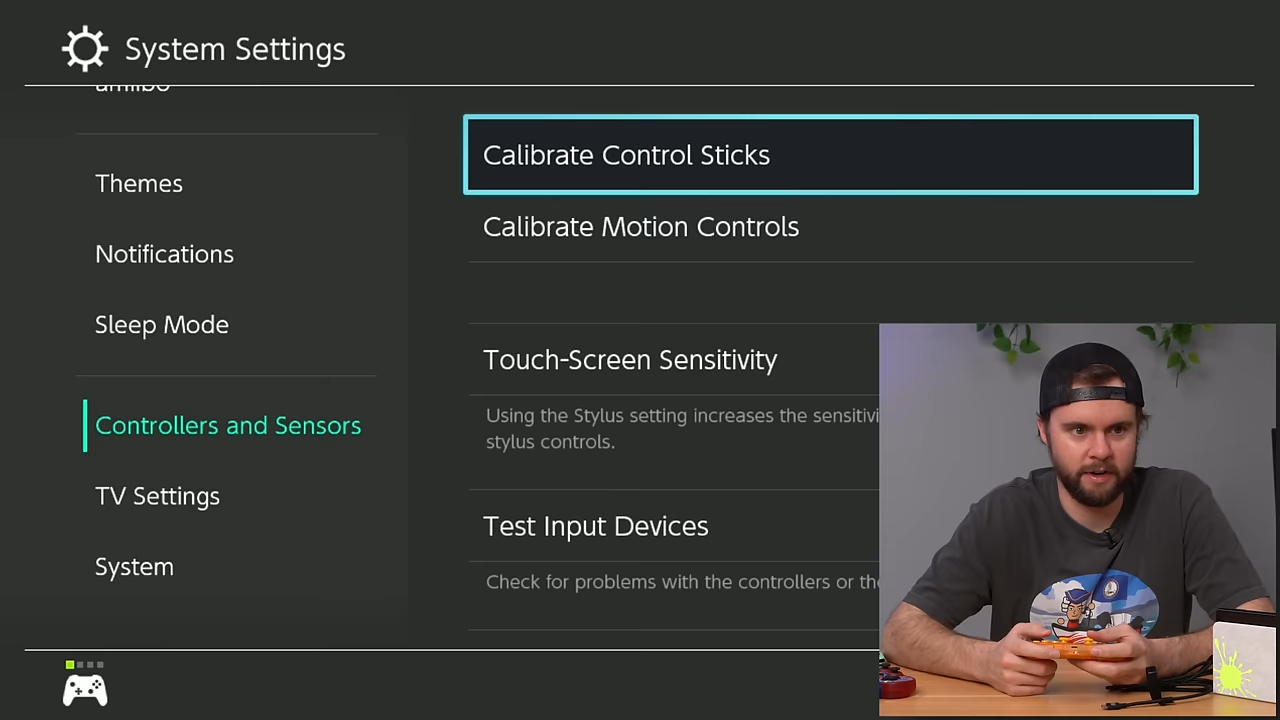 System Settings
amiibo
Themes
Notifications
Sleep Mode
Controllers and Sensors
TV Settings
System
Calibrate Control Sticks
Calibrate Motion Controls
Touch-Screen Sensitivity
Using the Stylus setting increases the sensitivi
stylus controls.
Test Input Devices
Check for problems with the controllers or the